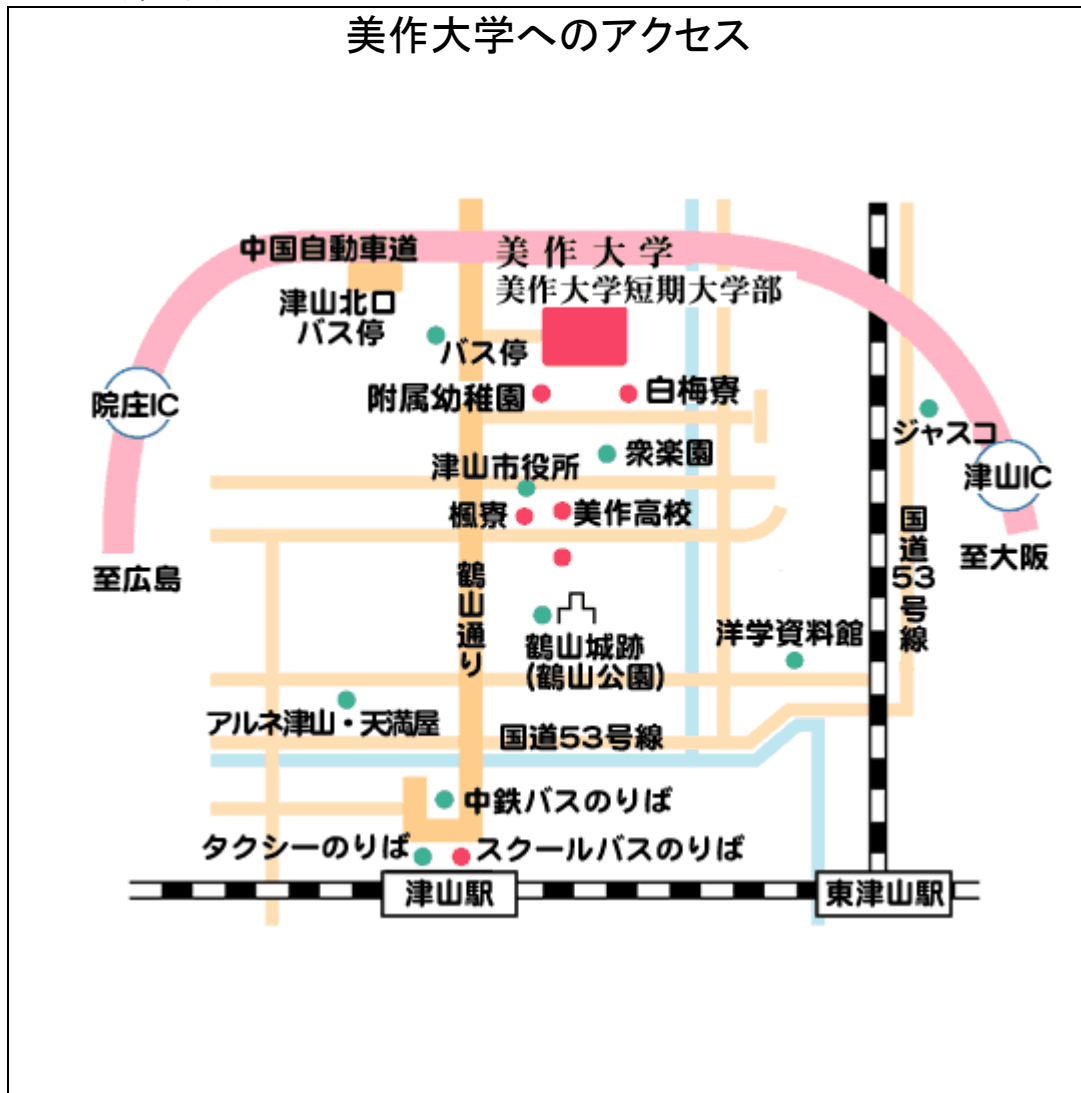 美作大学へのアクセス
中国自動車道
美作大学
美作大学短期大学部
津山北口
バス停
バス停
院庄IC
附属幼稚園
白梅寮
ジャスコ
衆楽園
津山市役所
津山IC
楓寮
美作高校
国道53号線
至広島
至大阪
鶴山通り
洋学資料館
鶴山城跡
(鶴山公園)
アルネ津山・天満屋
国道53号線
中鉄バスのりば
タクシーのりば
スクールバスのりば
津山駅
東津山駅